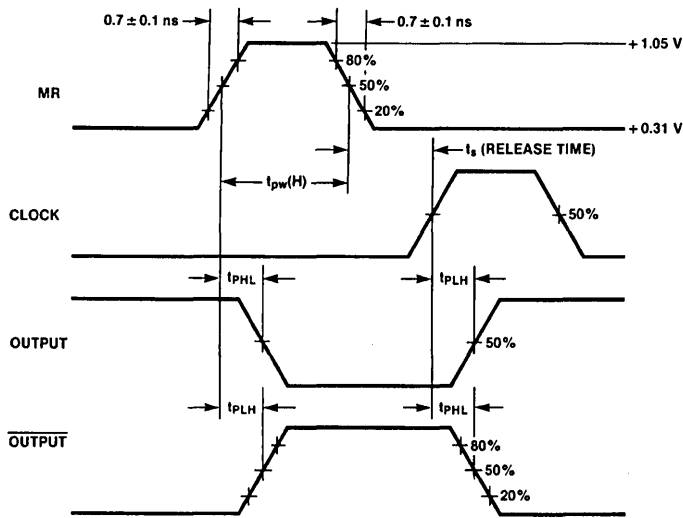 0.7 ± 0.1 ns
0.7 ± 0.1 ns
+ 1.05 V
80%
MR
50%
20%
+ 0.31 V
ts (RELEASE TIME)
tpw(H)
CLOCK
50%
tPHL
tPLH
OUTPUT
50%
tPLH
tPHL
OUTPUT
80%
50%
20%